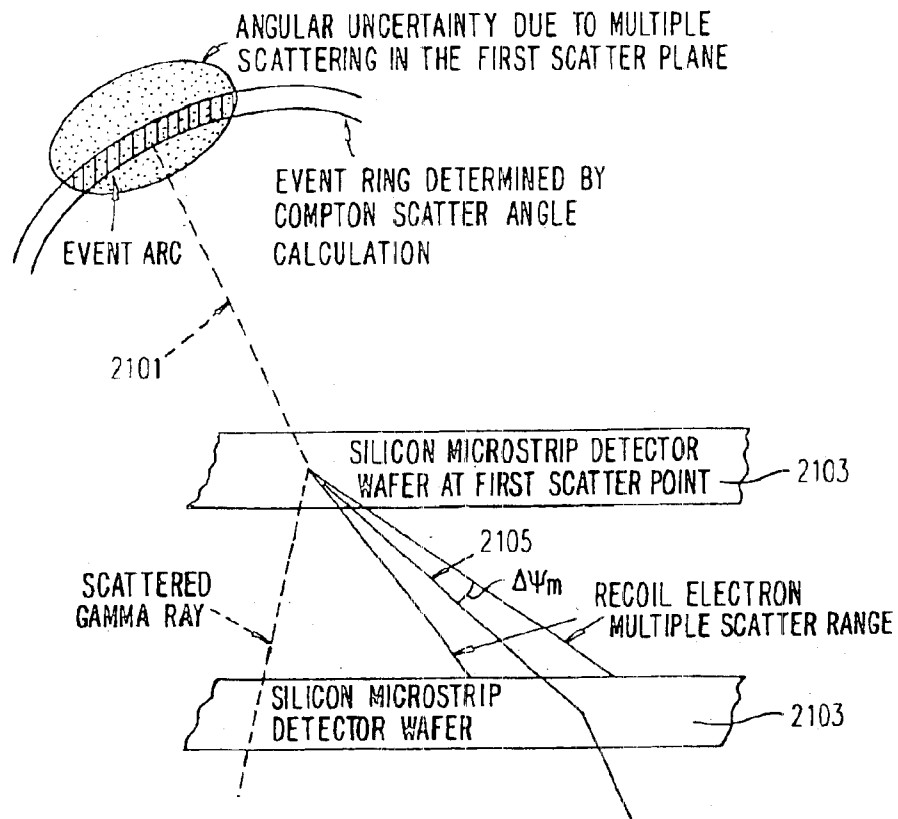 ANGULAR UNCERTAINTY DUE TO MULTIPLE
SCATTERING IN THE FIRST SCATTER PLANE
EVENT RING DETERMINED BY
COMPTON SCATTER ANGLE
CALCULATION
EVENT ARC
2101
SILICON MICROSTRIP DETECTOR
WAFER AT FIRST SCATTER POINT
2103
2105
ΔΨm
SCATTERED
GAMMA RAY
RECOIL ELECTRON
MULTIPLE SCATTER RANGE
SILICON MICROSTRIP
DETECTOR WAFER
2103